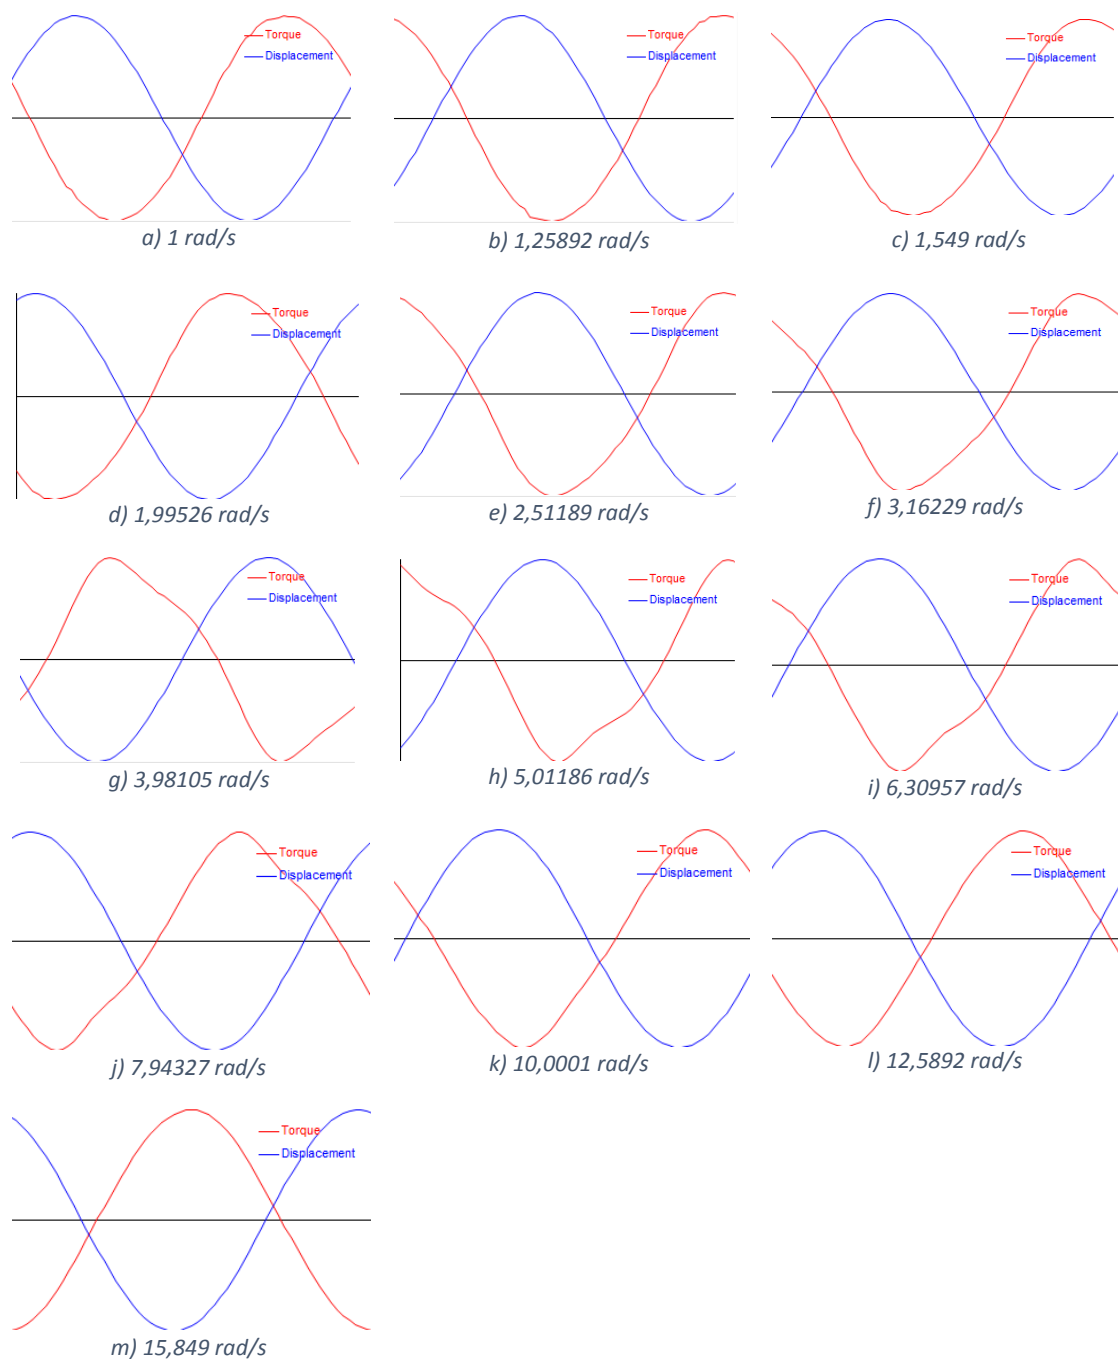 Torque
Displacement
a) 1 rad/s
Torque
Displacement
b) 1,25892 rad/s
Torque
Displacement
c) 1,549 rad/s
Torque
Displacement
d) 1,99526 rad/s
Torque
Displacement
e) 2,51189 rad/s
Torque
Displacement
f) 3,16229 rad/s
Torque
Displacement
g) 3,98105 rad/s
Torque
Displacement
h) 5,01186 rad/s
Torque
Displacement
i) 6,30957 rad/s
Torque
Displacement
j) 7,94327 rad/s
Torque
Displacement
k) 10,0001 rad/s
Torque
Displacement
l) 12,5892 rad/s
Torque
Displacement
m) 15,849 rad/s